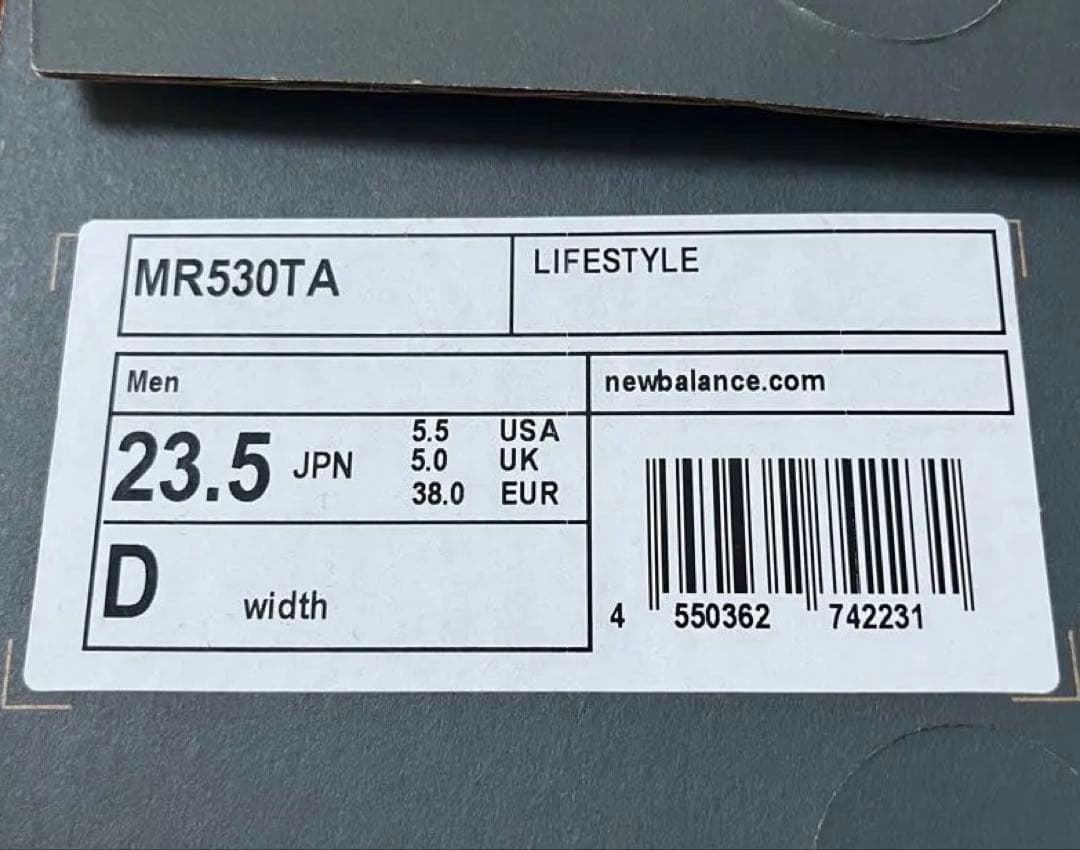 MR530TA
LIFESTYLE
Men
newbalance.com
23.5 JPN
5.5 USA
5.0 UK
38.0 EUR
D width
4 550362 742231